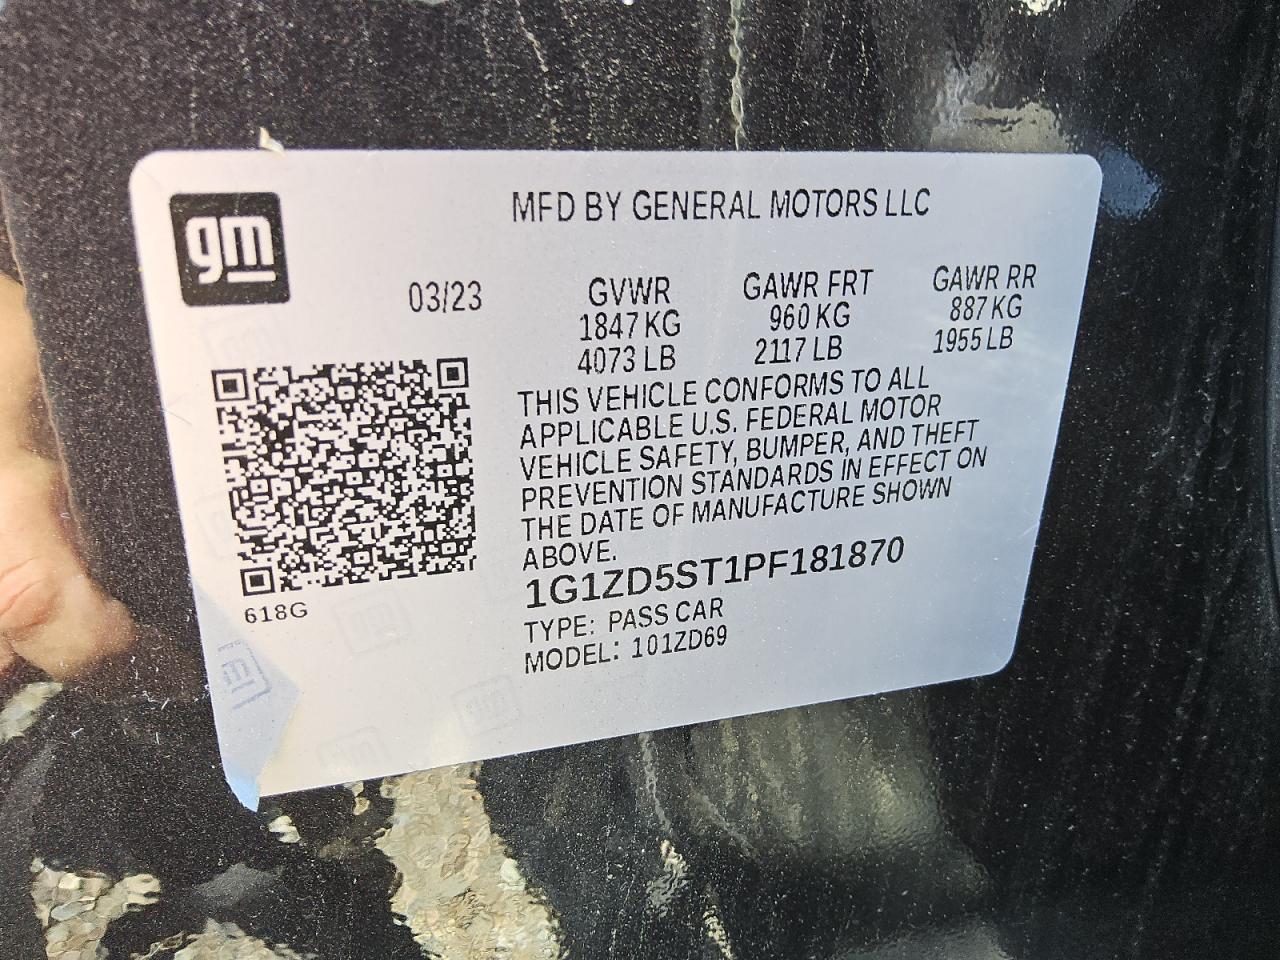 gm
MFD BY GENERAL MOTORS LLC
03/23
GVWR GAWR FRT GAWR RR
1847 KG 960 KG 887 KG
4073 LB 2117 LB 1955 LB
THIS VEHICLE CONFORMS TO ALL
APPLICABLE U.S. FEDERAL MOTOR
VEHICLE SAFETY, BUMPER, AND THEFT
PREVENTION STANDARDS IN EFFECT ON
THE DATE OF MANUFACTURE SHOWN
ABOVE.
1G1ZD5ST1PF181870
TYPE: PASS CAR
MODEL: 101ZD69
618G